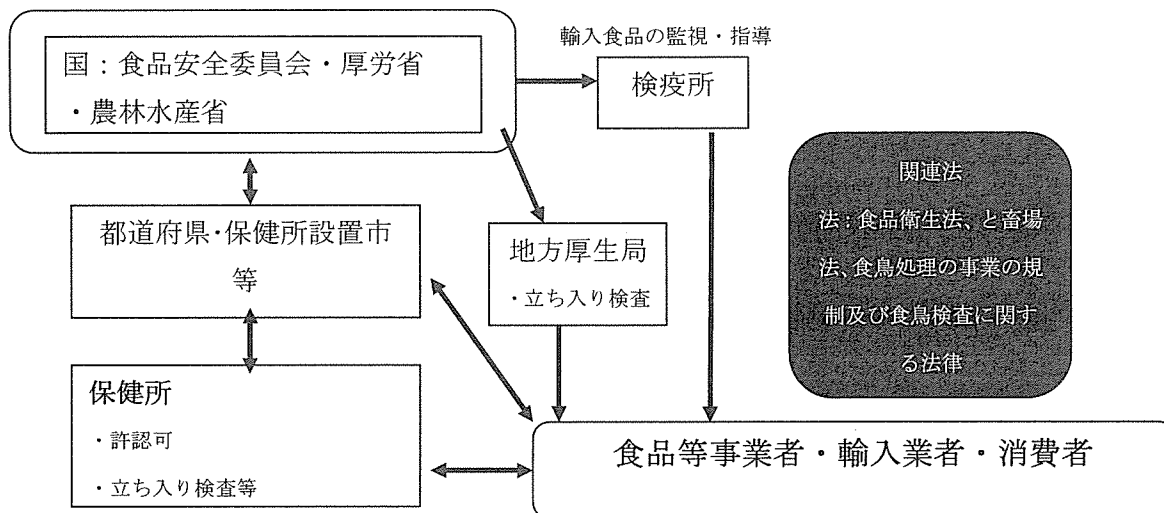 国：食品安全委員会・厚労省
・農林水産省
輸入食品の監視・指導
検疫所
都道府県・保健所設置市
等
地方厚生局
・立ち入り検査
関連法
法：食品衛生法、と畜場
法、食鳥処理の事業の規
制及び食鳥検査に関す
る法律
保健所
・許認可
・立ち入り検査等
食品等事業者・輸入業者・消費者